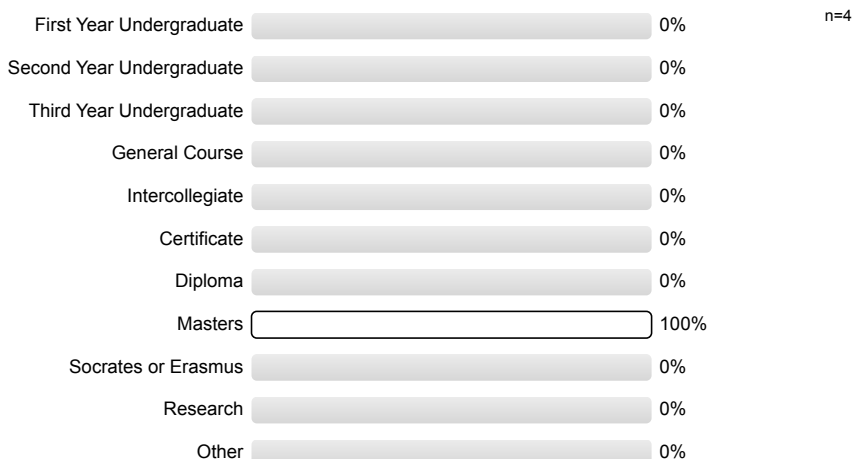 First Year Undergraduate 0% n=4
Second Year Undergraduate 0%
Third Year Undergraduate 0%
General Course 0%
Intercollegiate 0%
Certificate 0%
Diploma 0%
Masters 100%
Socrates or Erasmus 0%
Research 0%
Other 0%